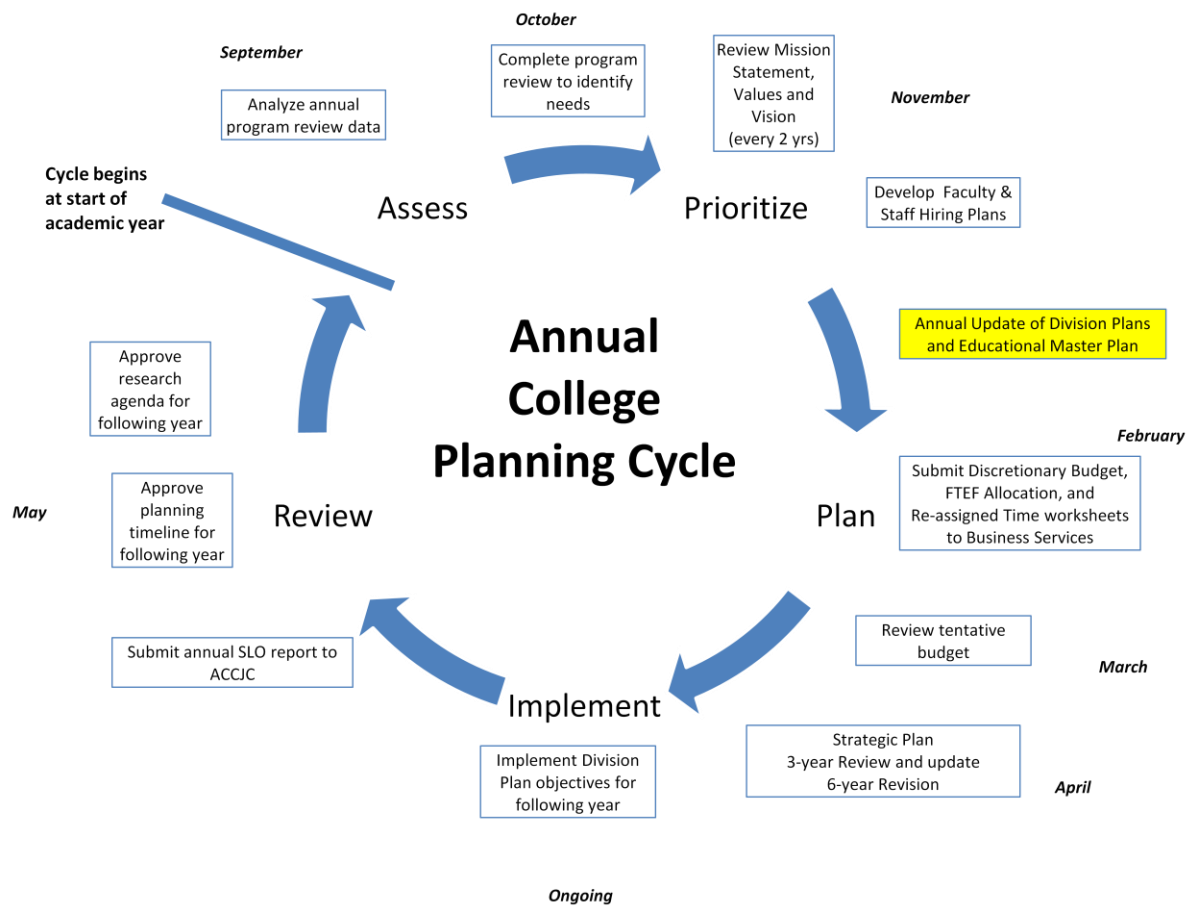 October
September
Complete program
review to identify
needs
Review Mission
Statement,
Values and
Vision
(every 2 yrs)
November
Analyze annual
program review data
Cycle begins
at start of
academic year
Assess
Prioritize
Develop Faculty &
Staff Hiring Plans
Annual
College
Planning Cycle
Annual Update of Division Plans
and Educational Master Plan
Approve
research
agenda for
following year
February
Submit Discretionary Budget,
FTEF Allocation, and
Re-assigned Time worksheets
to Business Services
May
Approve
planning
timeline for
following year
Review
Plan
Review tentative
budget
March
Submit annual SLO report to
ACCJC
Implement
Implement Division
Plan objectives for
following year
Strategic Plan
3-year Review and update
6-year Revision
April
Ongoing